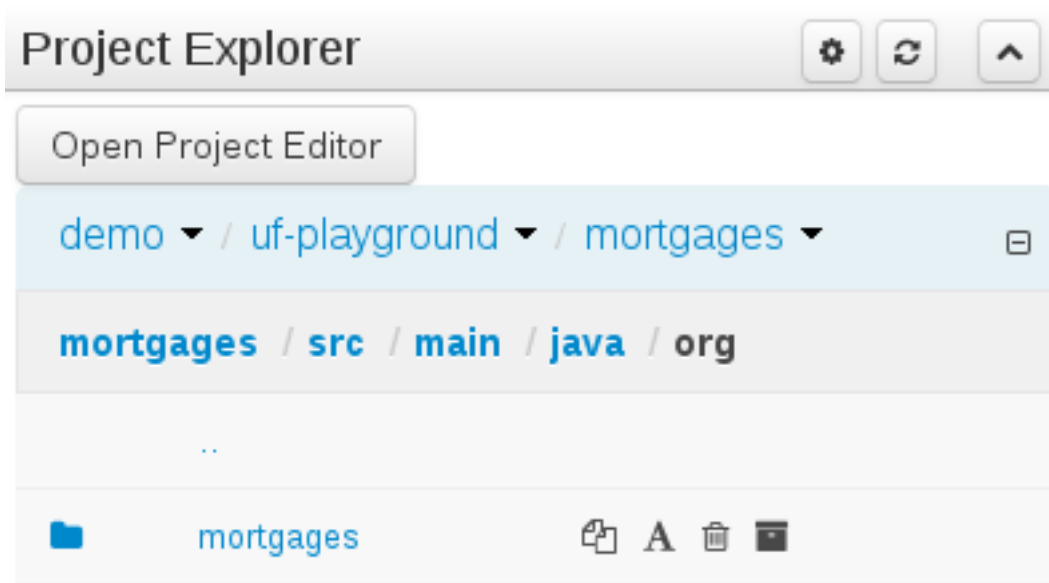 Project Explorer
Open Project Editor
demo / uf-playground / mortgages
mortgages / src / main / java / org
..
mortgages